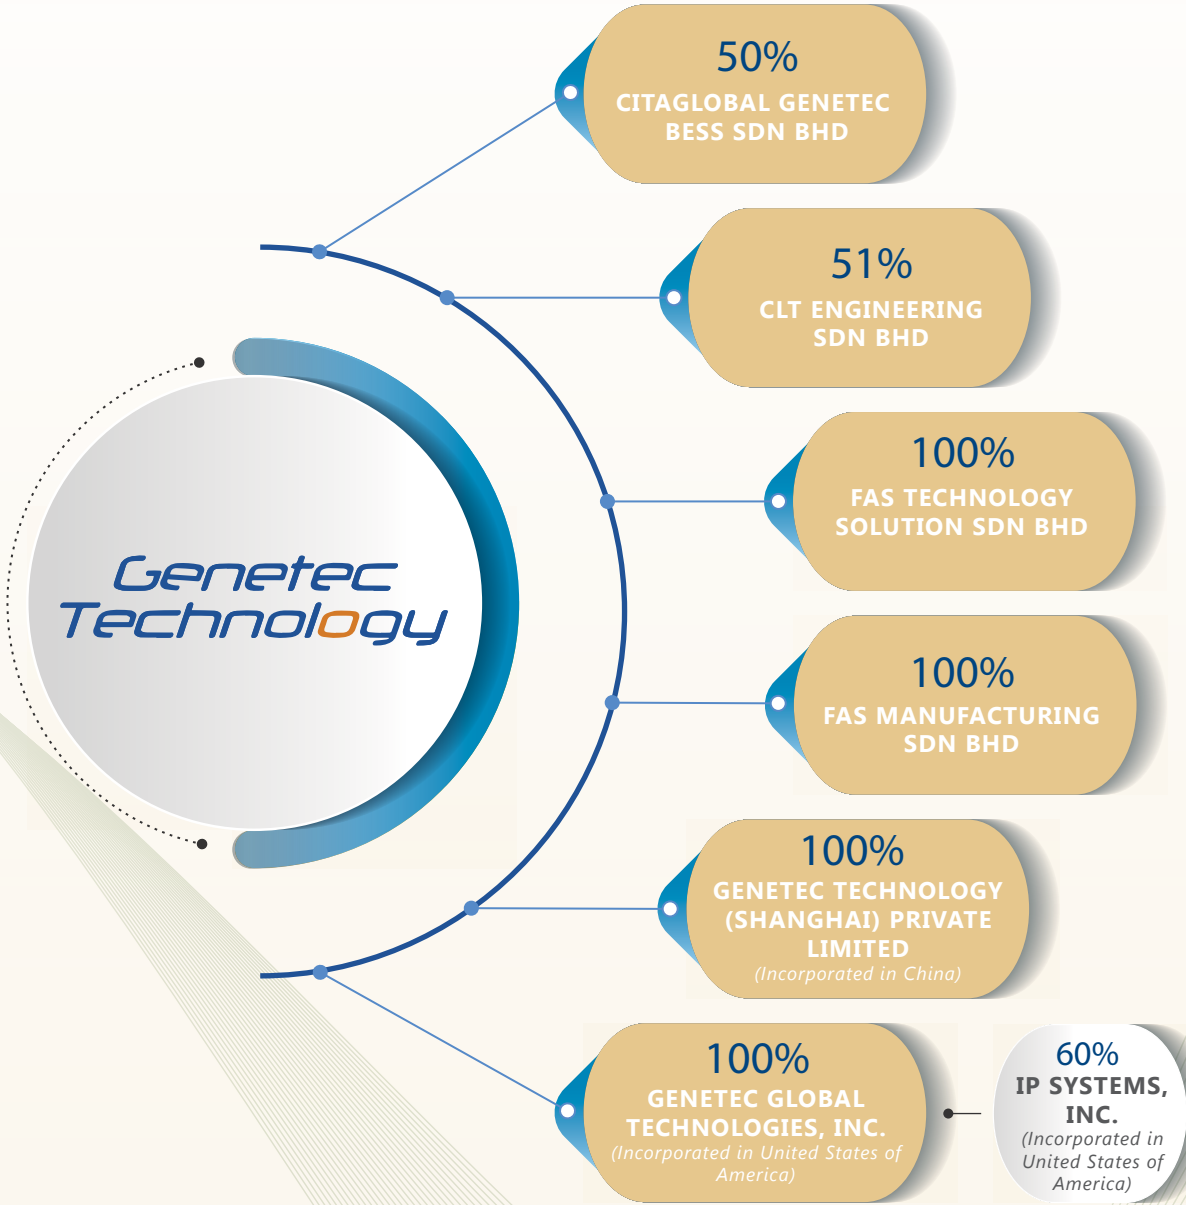 50%
CITAGLOBAL GENETEC
BESS SDN BHD
51%
CLT ENGINEERING
SDN BHD
100%
FAS TECHNOLOGY
SOLUTION SDN BHD
Genetec
Technology
100%
FAS MANUFACTURING
SDN BHD
100%
GENETEC TECHNOLOGY
(SHANGHAI) PRIVATE
LIMITED
(Incorporated in China)
100%
GENETEC GLOBAL
TECHNOLOGIES, INC.
(Incorporated in United States of
America)
60%
IP SYSTEMS,
INC.
(Incorporated in
United States of
America)